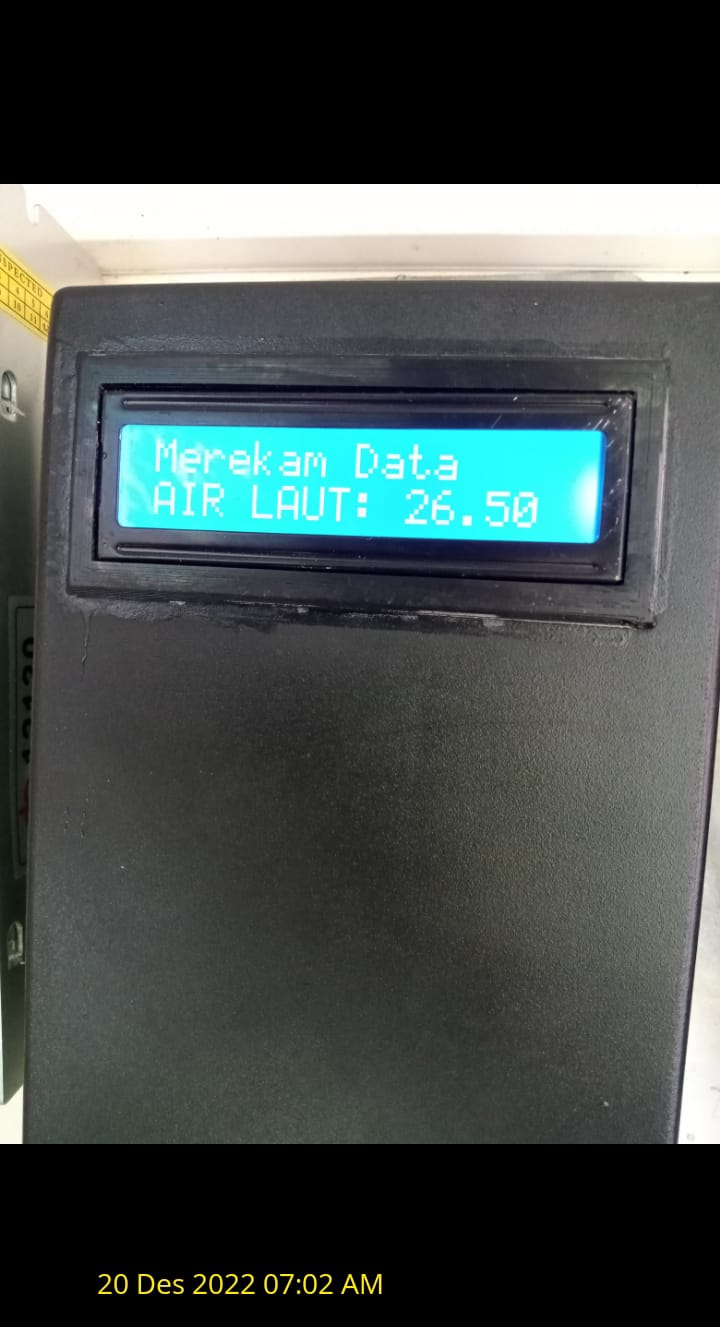 Merekam Data
AIR LAUT: 26.50
20 Des 2022 07:02 AM